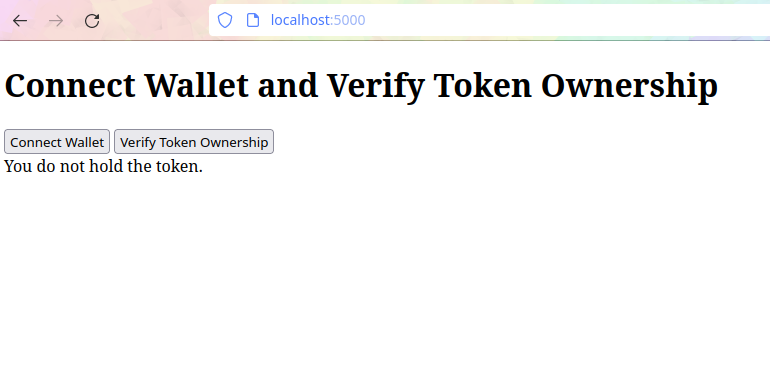 localhost:5000
Connect Wallet and Verify Token Ownership
Connect Wallet Verify Token Ownership
You do not hold the token.